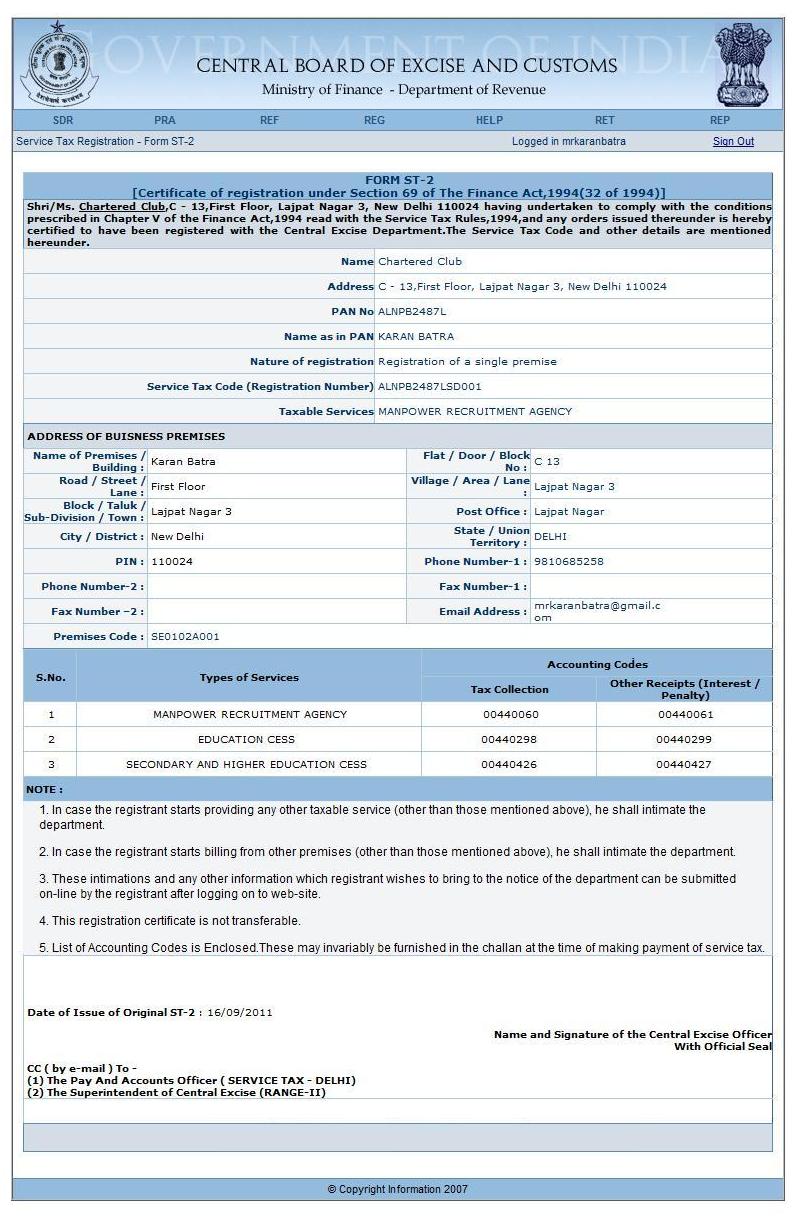 GOVERNMENT OF INDIA
CENTRAL BOARD OF EXCISE AND CUSTOMS
Ministry of Finance - Department of Revenue
SDR PRA REF REG HELP RET REP
Service Tax Registration - Form ST-2 Logged in mrkaranbatra Sign Out
FORM ST-2
[Certificate of registration under Section 69 of The Finance Act,1994(32 of 1994)]
Shri/Ms. Chartered Club,C - 13,First Floor, Lajpat Nagar 3, New Delhi 110024 having undertaken to comply with the conditions
prescribed in Chapter V of the Finance Act,1994 read with the Service Tax Rules,1994,and any orders issued thereunder is hereby
certified to have been registered with the Central Excise Department.The Service Tax Code and other details are mentioned
hereunder.
Name Chartered Club
Address C - 13,First Floor, Lajpat Nagar 3, New Delhi 110024
PAN No ALNPB2487L
Name as in PAN KARAN BATRA
Nature of registration Registration of a single premise
Service Tax Code (Registration Number) ALNPB2487LSD001
Taxable Services MANPOWER RECRUITMENT AGENCY
ADDRESS OF BUISNESS PREMISES
Name of Premises / Building : Karan Batra Flat / Door / Block No : C 13
Road / Street / Lane : First Floor Village / Area / Lane : Lajpat Nagar 3
Block / Taluk / Sub-Division / Town : Lajpat Nagar 3 Post Office : Lajpat Nagar
City / District : New Delhi State / Union Territory : DELHI
PIN : 110024 Phone Number-1 : 9810685258
Phone Number-2 : Fax Number-1 :
Fax Number -2 : Email Address : mrkaranbatra@gmail.c
om
Premises Code : SE0102A001
S.No. Types of Services Accounting Codes
Tax Collection Other Receipts (Interest / Penalty)
1 MANPOWER RECRUITMENT AGENCY 00440060 00440061
2 EDUCATION CESS 00440298 00440299
3 SECONDARY AND HIGHER EDUCATION CESS 00440426 00440427
NOTE :
1. In case the registrant starts providing any other taxable service (other than those mentioned above), he shall intimate the
department.
2. In case the registrant starts billing from other premises (other than those mentioned above), he shall intimate the department.
3. These intimations and any other information which registrant wishes to bring to the notice of the department can be submitted
on-line by the registrant after logging on to web-site.
4. This registration certificate is not transferable.
5. List of Accounting Codes is Enclosed.These may invariably be furnished in the challan at the time of making payment of service tax.
Date of Issue of Original ST-2 : 16/09/2011
Name and Signature of the Central Excise Officer
With Official Seal
CC ( by e-mail ) To -
(1) The Pay And Accounts Officer ( SERVICE TAX - DELHI)
(2) The Superintendent of Central Excise (RANGE-II)
© Copyright Information 2007